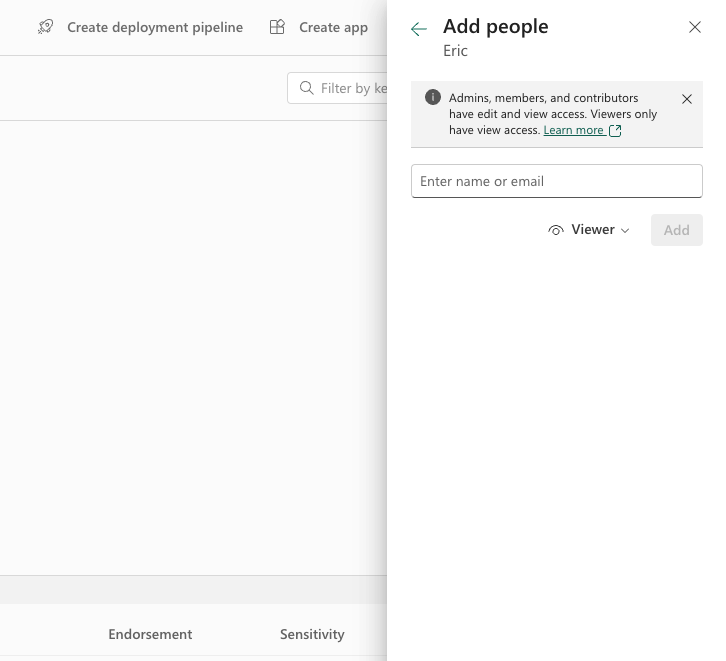 Create deployment pipeline
Create app
Filter by ke
Endorsement
Sensitivity
Add people
Eric
Admins, members, and contributors
have edit and view access. Viewers only
have view access. Learn more
Enter name or email
Viewer
Add